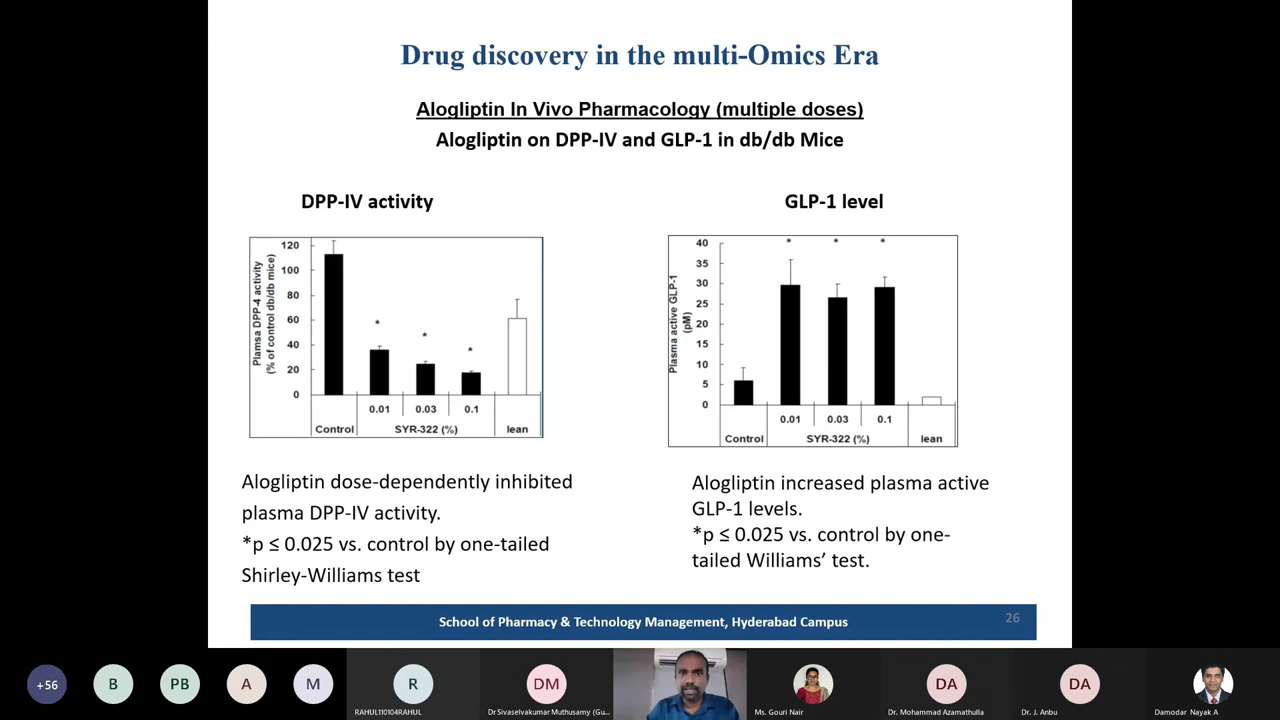 Drug discovery in the multi-Omics Era
Alogliptin In Vivo Pharmacology (multiple doses)
Alogliptin on DPP-IV and GLP-1 in db/db Mice
DPP-IV activity
Plamsa DPP-4 activity
(% of control db/db mice)
120
100
80
60
40
20
0
*
*
*
0.01
0.03
0.1
Control
SYR-322 (%)
lean
Alogliptin dose-dependently inhibited
plasma DPP-IV activity.
*p ≤ 0.025 vs. control by one-tailed
Shirley-Williams test
GLP-1 level
Plasma active GLP-1
(pM)
40
35
30
25
20
15
10
5
0
*
*
*
0.01
0.03
0.1
Control
SYR-322 (%)
lean
Alogliptin increased plasma active
GLP-1 levels.
*p ≤ 0.025 vs. control by one-
tailed Williams’ test.
School of Pharmacy & Technology Management, Hyderabad Campus
26
+56
B
PB
A
M
R
RAHUL110104RAHUL
DM
Dr Sivaselvakumar Muthusamy (Gu...
Ms. Gouri Nair
DA
Dr. Mohammad Azamathulla
DA
Dr. J. Anbu
Damodar Nayak A